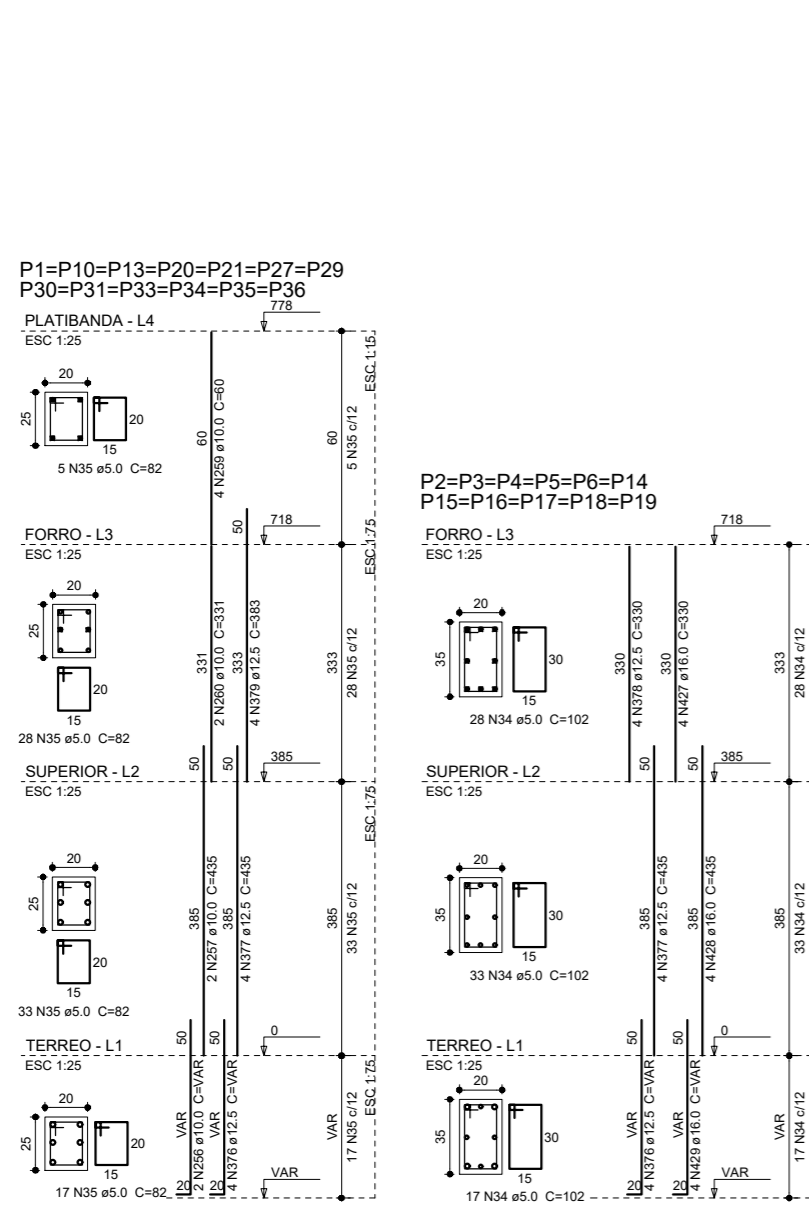 P1=P10=P13=P20=P21=P27=P29
P30=P31=P33=P34=P35=P36
778
PLATIBANDA - L4
ESC 1:25
ESC 1:15
20
25
20
15
5 N35 ø5.0 C=82
60
4 N259 ø10.0 C=60
60
5 N35 c/12
50
718
FORRO - L3
ESC 1:25
ESC 1:75
20
25
20
15
28 N35 ø5.0 C=82
331
2 N260 ø10.0 C=331
333
4 N379 ø12.5 C=383
333
28 N35 c/12
50
50
385
SUPERIOR - L2
ESC 1:25
ESC 1:75
20
25
20
15
33 N35 ø5.0 C=82
385
2 N257 ø10.0 C=435
385
4 N377 ø12.5 C=435
385
33 N35 c/12
50
50
0
TERREO - L1
ESC 1:25
ESC 1:75
20
25
20
15
17 N35 ø5.0 C=82
VAR
2 N256 ø10.0 C=VAR
VAR
4 N376 ø12.5 C=VAR
VAR
17 N35 c/12
20
20
VAR
P2=P3=P4=P5=P6=P14
P15=P16=P17=P18=P19
718
FORRO - L3
ESC 1:25
20
35
30
15
28 N34 ø5.0 C=102
330
4 N378 ø12.5 C=330
330
4 N427 ø16.0 C=330
333
28 N34 c/12
50
50
385
SUPERIOR - L2
ESC 1:25
20
35
30
15
33 N34 ø5.0 C=102
385
4 N377 ø12.5 C=435
385
4 N428 ø16.0 C=435
385
33 N34 c/12
50
50
0
TERREO - L1
ESC 1:25
20
35
30
15
17 N34 ø5.0 C=102
VAR
4 N376 ø12.5 C=VAR
VAR
4 N429 ø16.0 C=VAR
VAR
17 N34 c/12
20
20
VAR